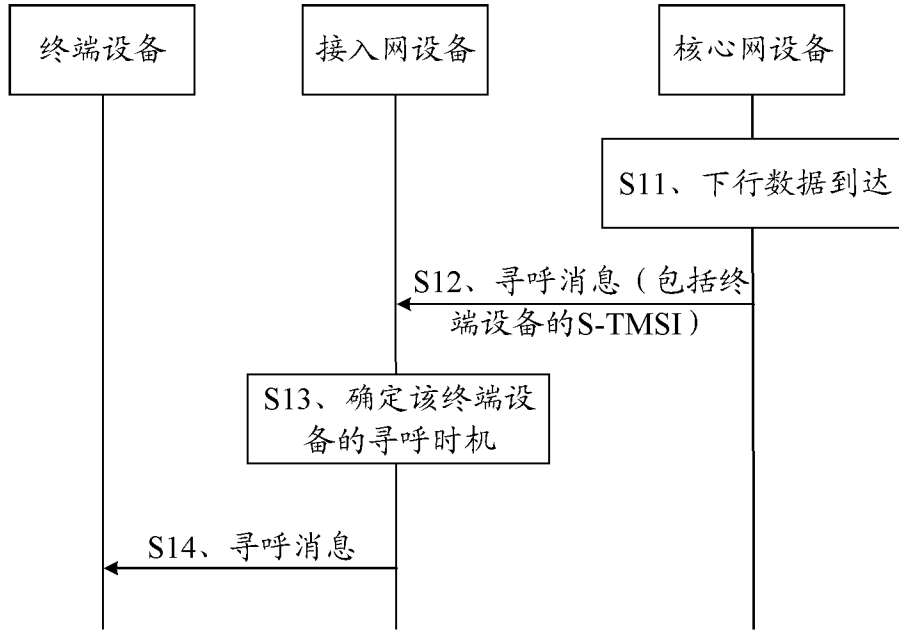 终端设备
接入网设备
核心网设备
S11、下行数据到达
S12、寻呼消息（包括终
端设备的S-TMSI）
S13、确定该终端设
备的寻呼时机
S14、寻呼消息